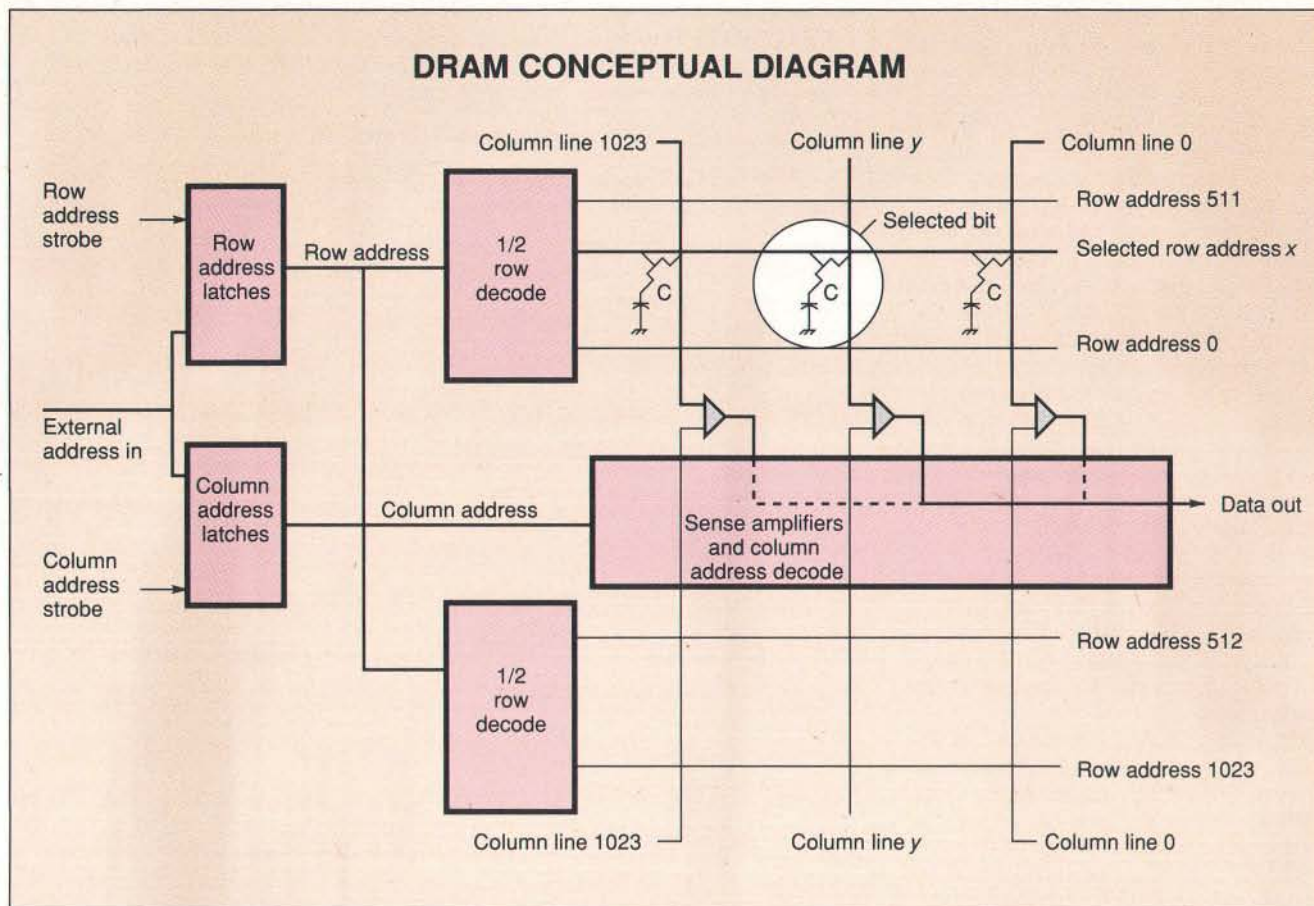 DRAM CONCEPTUAL DIAGRAM
Column line 1023
Column line y
Column line 0
Row
address
strobe
Row
address
latches
Row address
1/2
row
decode
Row address 511
Selected bit
Selected row address x
C
C
C
Row address 0
External
address in
Column
address
latches
Column address
Sense amplifiers
and column
address decode
Data out
Column
address
strobe
1/2
row
decode
Row address 512
Row address 1023
Column line 1023
Column line y
Column line 0